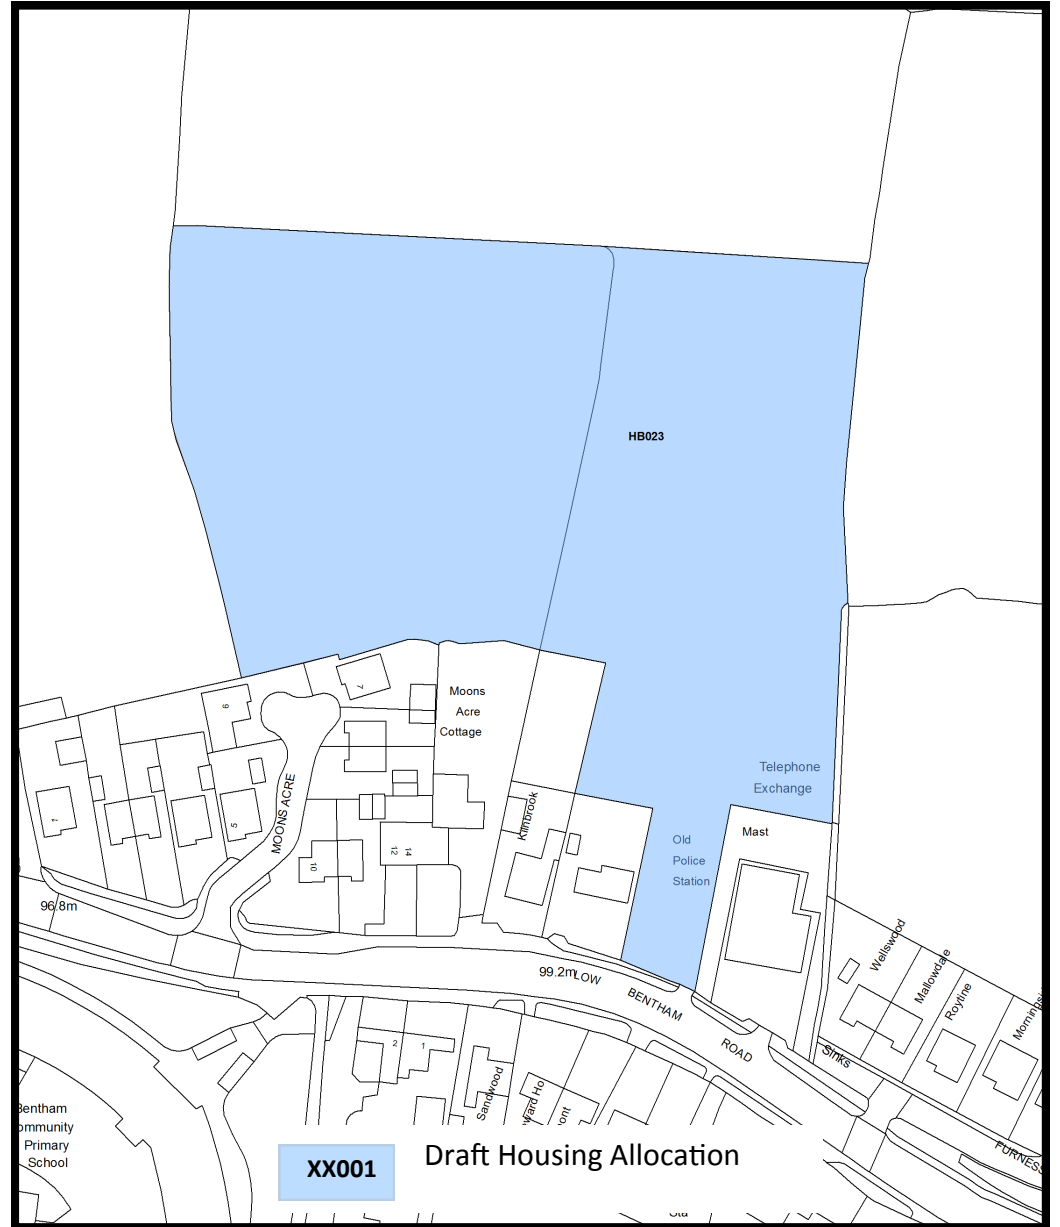 HB023
7
Moons
Acre
Cottage
9
Telephone
Exchange
MOONS ACRE
Kilnbrook
1
5
Mast
Old
Police
Station
12
14
10
96.8m
99.2m
LOW
BENTHAM
ROAD
Wellswood
Mallowdale
Roytine
Sinks
2
1
Sandwood
Primary
School
FURNESS
XX001
Draft Housing Allocation